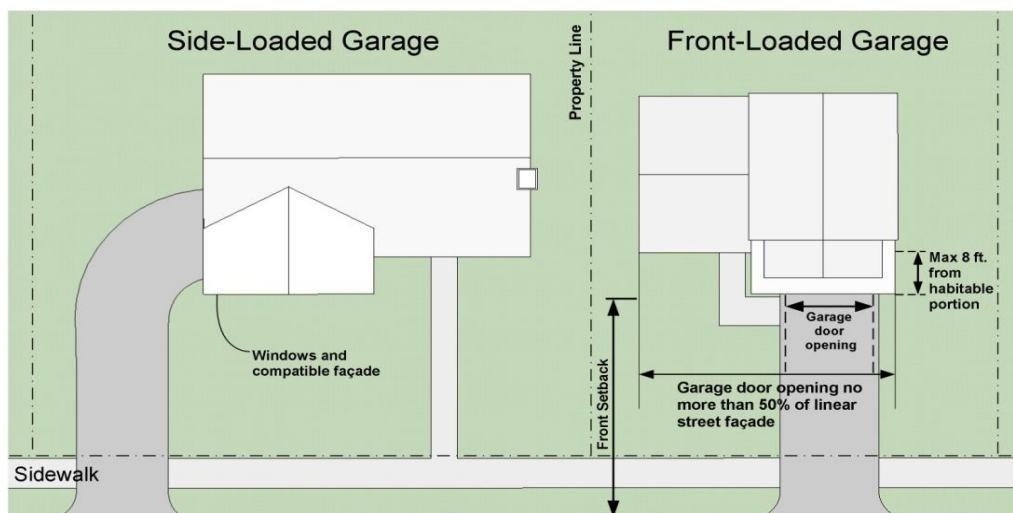 Side-Loaded Garage
Property Line
Front-Loaded Garage
Max 8 ft.
from
habitable
portion
Garage
door
opening
Windows and
compatible façade
Front Setback
Garage door opening no
more than 50% of linear
street façade
Sidewalk